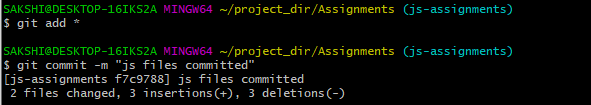 SAKSHI@DESKTOP-16IKS2A MINGW64 ~/project_dir/Assignments (js-assignments)
$ git add *
SAKSHI@DESKTOP-16IKS2A MINGW64 ~/project_dir/Assignments (js-assignments)
$ git commit -m "js files committed"
[js-assignments f7c9788] js files committed
 2 files changed, 3 insertions(+), 3 deletions(-)